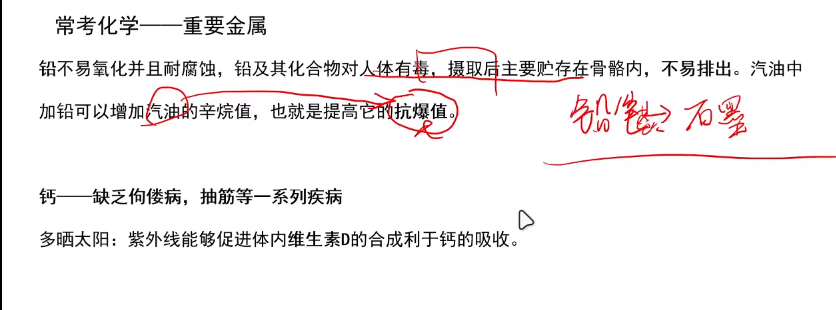 常考化学——重要金属
铅不易氧化并且耐腐蚀，铅及其化合物对人体有毒，摄取后主要贮存在骨骼内，不易排出。汽油中
加铅可以增加汽油的辛烷值，也就是提高它的抗爆值。
铅笔→石墨
钙——缺乏佝偻病，抽筋等一系列疾病
多晒太阳：紫外线能够促进体内维生素D的合成利于钙的吸收。